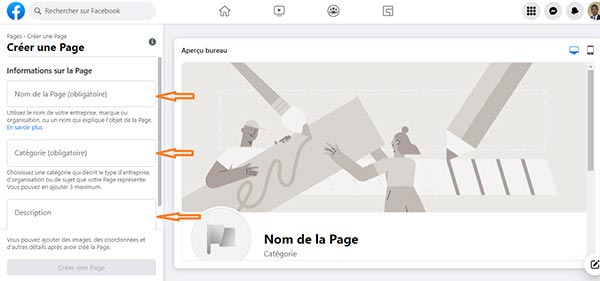 Rechercher sur Facebook
Pages › Créer une Page
Créer une Page
Informations sur la Page
Nom de la Page (obligatoire)
Utilisez le nom de votre entreprise, marque ou
organisation, ou un nom qui explique l'objet de la Page.
En savoir plus
Catégorie (obligatoire)
Choisissez une catégorie qui décrit le type d'entreprise,
d'organisation ou de sujet que votre Page représente.
Vous pouvez en ajouter 3 maximum.
Description
Vous pouvez ajouter des images, des coordonnées et
d'autres détails après avoir créé la Page.
Créer une Page
Aperçu bureau
Nom de la Page
Catégorie